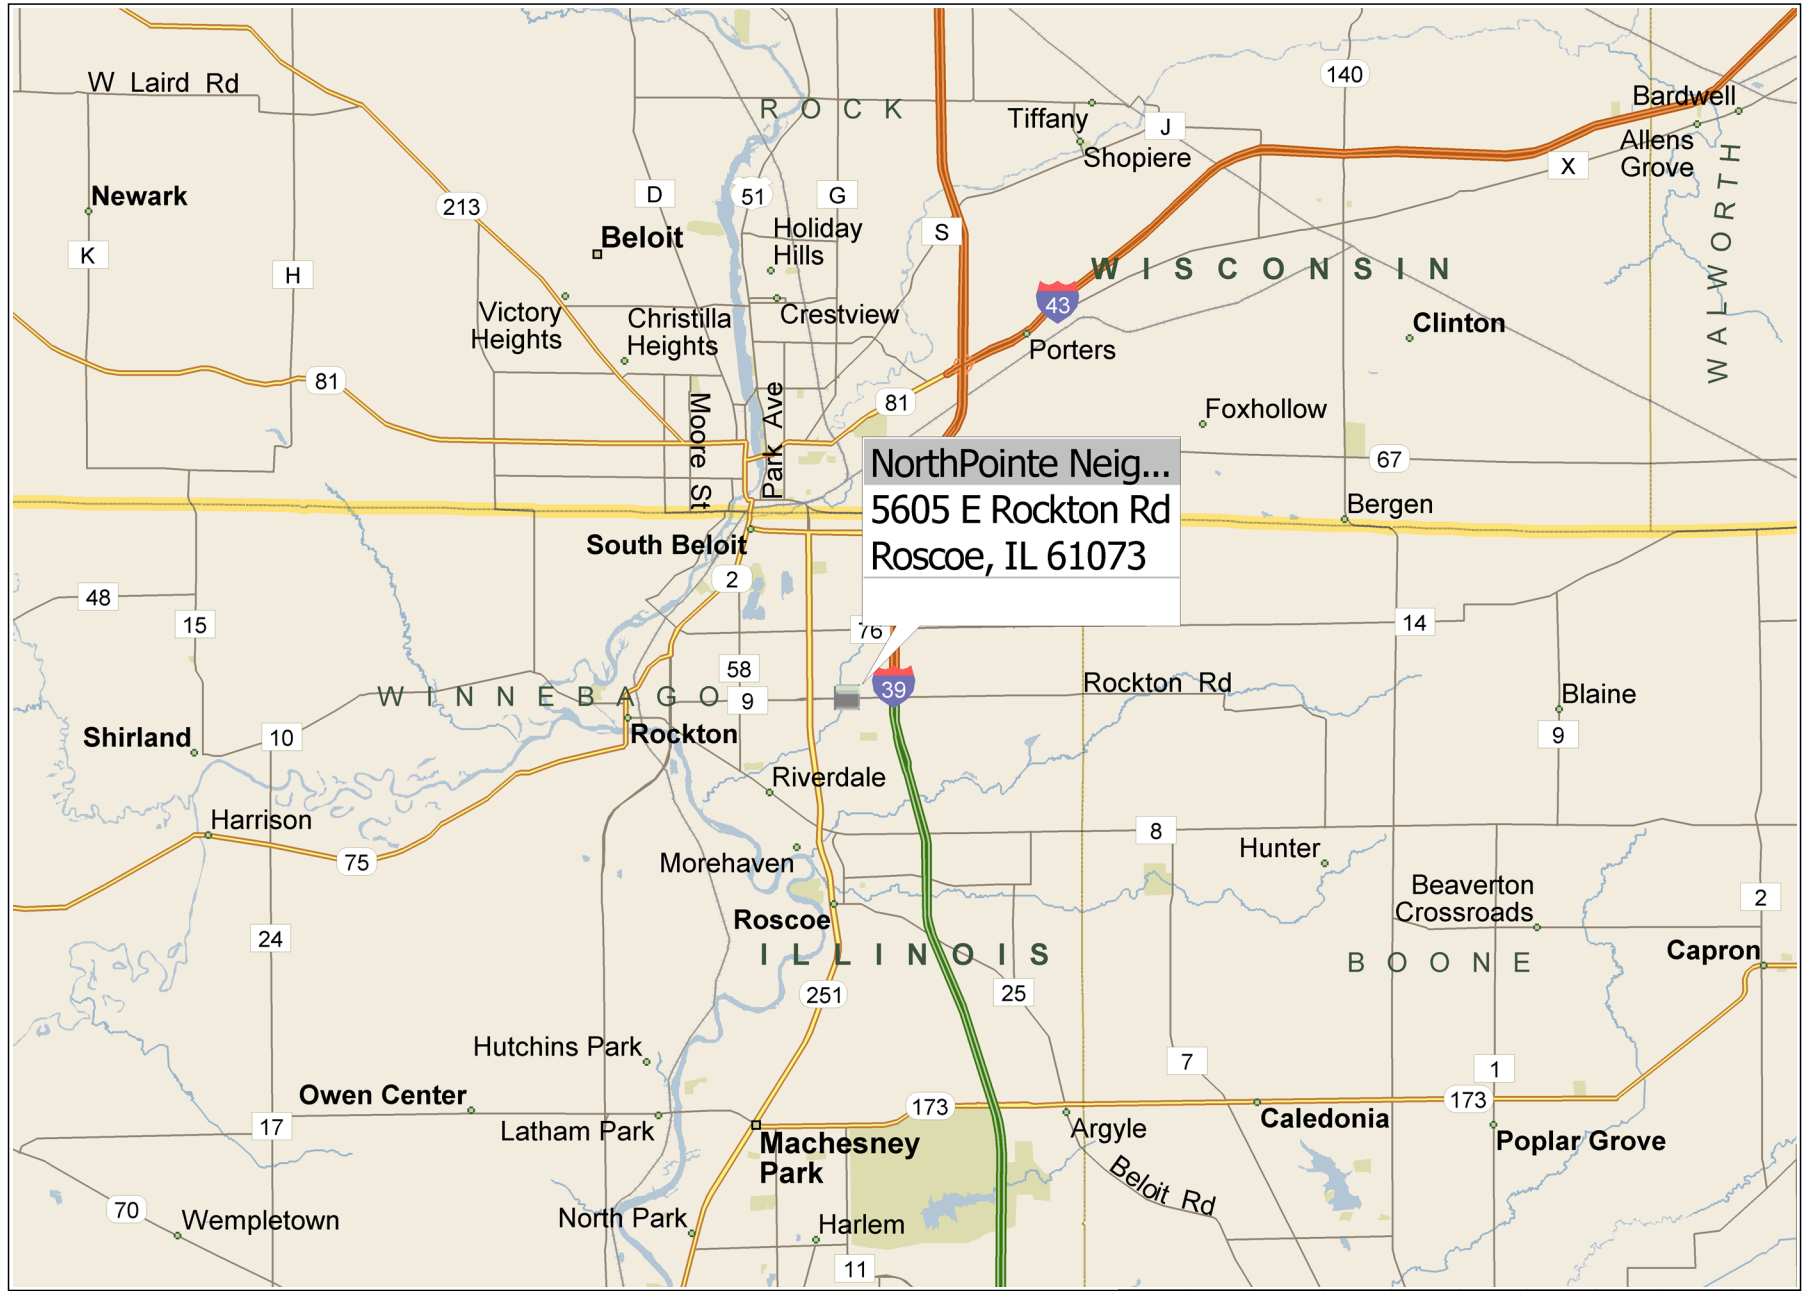 W Laird Rd
R O C K
140
Bardwell
Tiffany
J
Shopiere
Allens
Grove
X
Newark
213
D
51
G
S
W A L W O R T H
Holiday
Hills
Beloit
K
H
W I S C O N S I N
43
Victory
Heights
Christilla
Heights
Crestview
Clinton
Porters
81
81
Moore St
Park Ave
Foxhollow
67
NorthPointe Neig...
5605 E Rockton Rd
Roscoe, IL 61073
Bergen
South Beloit
2
48
15
76
14
58
9
39
Rockton Rd
W I N N E B A G O
Blaine
Shirland
10
Rockton
9
Riverdale
Harrison
75
8
Morehaven
Hunter
Beaverton
Crossroads
2
Roscoe
24
I L L I N O I S
B O O N E
Capron
251
25
Hutchins Park
7
1
Owen Center
17
Latham Park
173
173
Machesney
Park
Argyle
Caledonia
Poplar Grove
Beloit Rd
70
Wempletown
North Park
Harlem
11